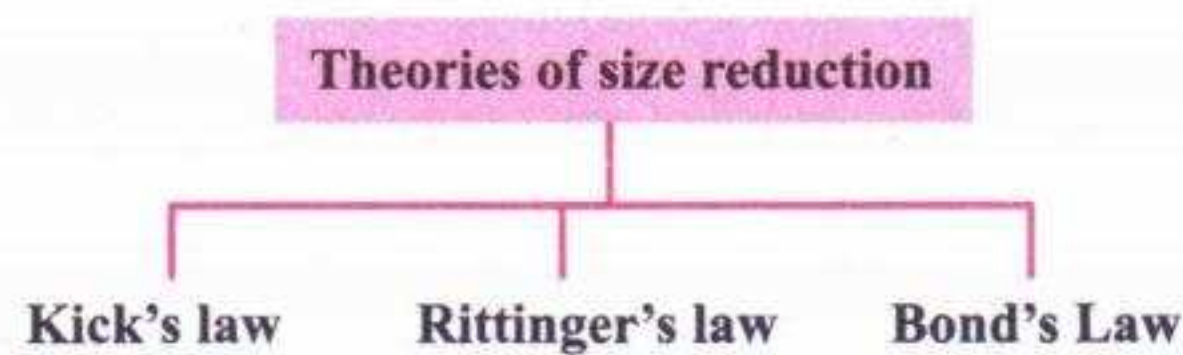 Theories of size reduction
Kick's law
Rittinger's law
Bond's Law